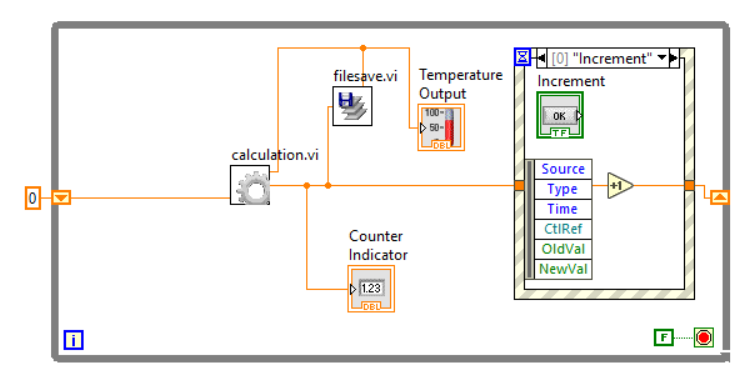 [0] "Increment"
filesave.vi
Temperature
Output
Increment
100
50
DBL
OK
TF
calculation.vi
Source
Type
+1
Time
0
CtlRef
OldVal
NewVal
Counter
Indicator
1.23
DBL
i
F